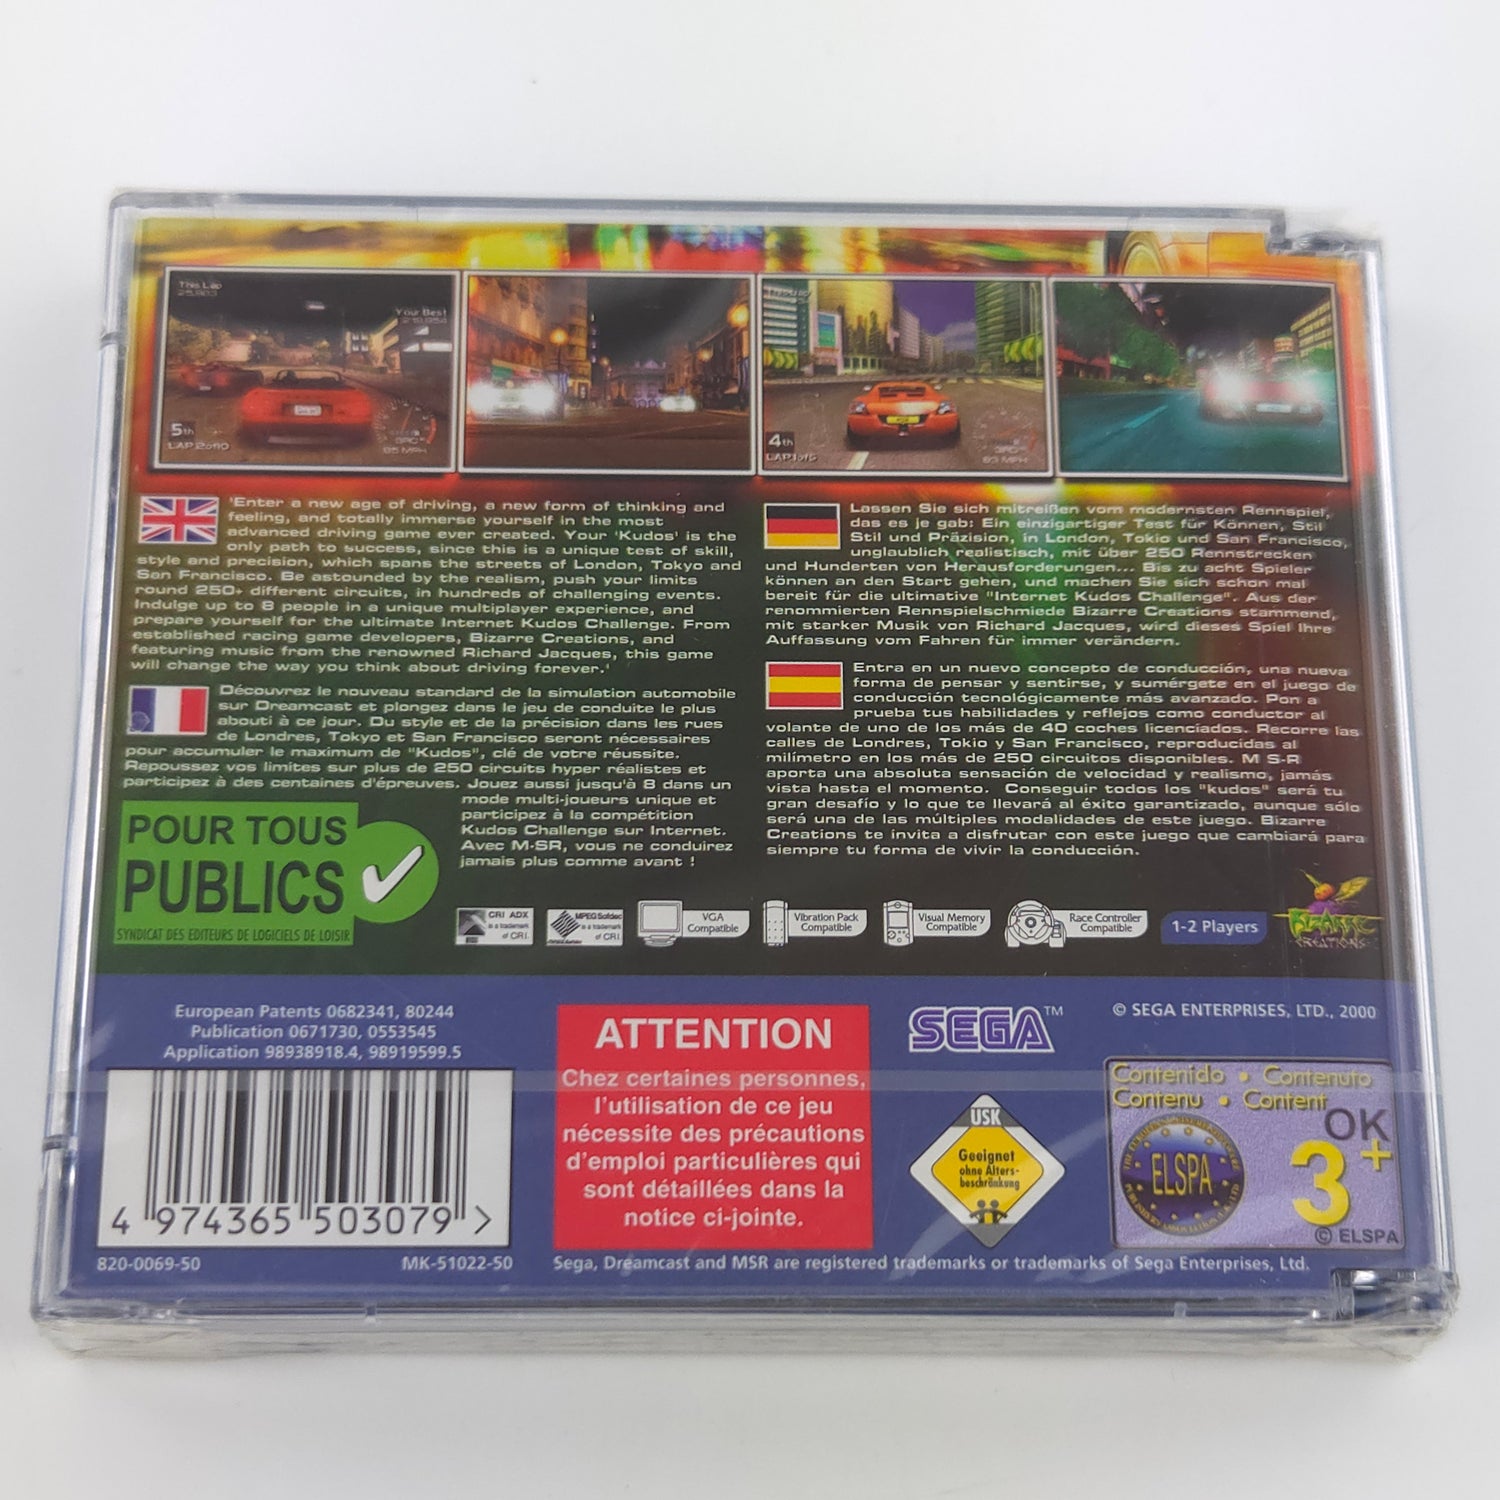 This Lap
Your Best
5th
LAP 2of10
85 MPH
4th
LAP 1of5
83 MPH
'Enter a new age of driving, a new form of thinking and
feeling, and totally immerse yourself in the most
advanced driving game ever created. Your 'Kudos' is the
only path to success, since this is a unique test of skill,
style and precision, which spans the streets of London, Tokyo and
San Francisco. Be astounded by the realism, push your limits
round 250+ different circuits, in hundreds of challenging events.
Indulge up to 8 people in a unique multiplayer experience, and
prepare yourself for the ultimate Internet Kudos Challenge. From
established racing game developers, Bizarre Creations, and
featuring music from the renowned Richard Jacques, this game
will change the way you think about driving forever.'
Découvrez le nouveau standard de la simulation automobile
sur Dreamcast et plongez dans le jeu de conduite le plus
abouti à ce jour. Du style et de la précision dans les rues
de Londres, Tokyo et San Francisco seront nécessaires
pour accumuler le maximum de "Kudos", clé de votre réussite.
Repoussez vos limites sur plus de 250 circuits hyper réalistes et
participez à des centaines d'épreuves. Jouez aussi jusqu'à 8 dans un
mode multi-joueurs unique et
participez à la compétition
Kudos Challenge sur Internet.
Avec M-SR, vous ne conduirez
jamais plus comme avant !
Lassen Sie sich mitreißen vom modernsten Rennspiel,
das es je gab: Ein einzigartiger Test für Können, Stil
Stil und Präzision, in London, Tokio und San Francisco,
unglaublich realistisch, mit über 250 Rennstrecken
und Hunderten von Herausforderungen... Bis zu acht Spieler
können an den Start gehen, und machen Sie sich schon mal
bereit für die ultimative "Internet Kudos Challenge". Aus der
renommierten Rennspielschmiede Bizarre Creations stammend,
mit starker Musik von Richard Jacques, wird dieses Spiel Ihre
Auffassung vom Fahren für immer verändern.
Entra en un nuevo concepto de conducción, una nueva
forma de pensar y sentirse, y sumérgete en el juego de
conducción tecnológicamente más avanzado. Pon a
prueba tus habilidades y reflejos como conductor al
volante de uno de los más de 40 coches licenciados. Recorre las
calles de Londres, Tokio y San Francisco, reproducidas al
milímetro en los más de 250 circuitos disponibles. M S-R
aporta una absoluta sensación de velocidad y realismo, jamás
vista hasta el momento. Conseguir todos los "kudos" será tu
gran desafío y lo que te llevará al éxito garantizado, aunque sólo
será una de las múltiples modalidades de este juego. Bizarre
Creations te invita a disfrutar con este juego que cambiará para
siempre tu forma de vivir la conducción.
POUR TOUS
PUBLICS
SYNDICAT DES EDITEURS DE LOGICIELS DE LOISIR
CRI ADX
is a trademark
of CRI.
MPEG Sofdec
is a trademark
of CRI.
VGA
Compatible
Vibration Pack
Compatible
Visual Memory
Compatible
Race Controller
Compatible
1-2 Players
BIZARRE
CREATIONS
European Patents 0682341, 80244
Publication 0671730, 0553545
Application 98938918.4, 98919599.5
4 974365 503079 >
820-0069-50
MK-51022-50
ATTENTION
Chez certaines personnes,
l'utilisation de ce jeu
nécessite des précautions
d'emploi particulières qui
sont détaillées dans la
notice ci-jointe.
SEGA™
© SEGA ENTERPRISES, LTD., 2000
USK
Geeignet
ohne Alters-
beschränkung
Contenido • Contenuto
Contenu • Content
OK
3+
ELSPA
© ELSPA
Sega, Dreamcast and MSR are registered trademarks or trademarks of Sega Enterprises, Ltd.